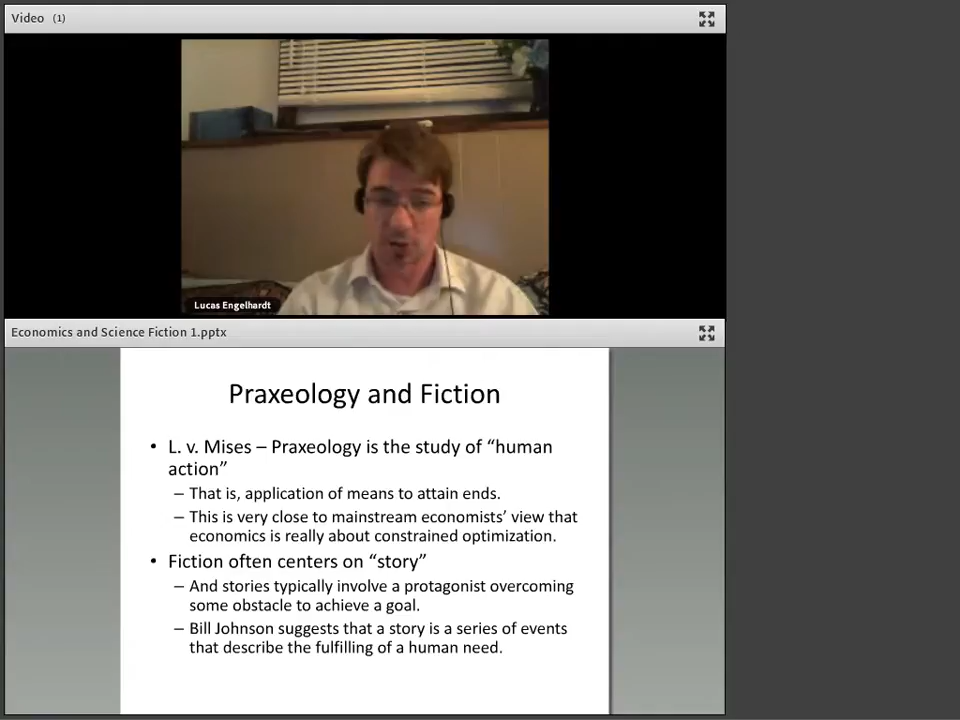 Video (1)
Lucas Engelhardt
Economics and Science Fiction 1.pptx
Praxeology and Fiction
• L. v. Mises – Praxeology is the study of “human
action”
– That is, application of means to attain ends.
– This is very close to mainstream economists’ view that
economics is really about constrained optimization.
• Fiction often centers on “story”
– And stories typically involve a protagonist overcoming
some obstacle to achieve a goal.
– Bill Johnson suggests that a story is a series of events
that describe the fulfilling of a human need.